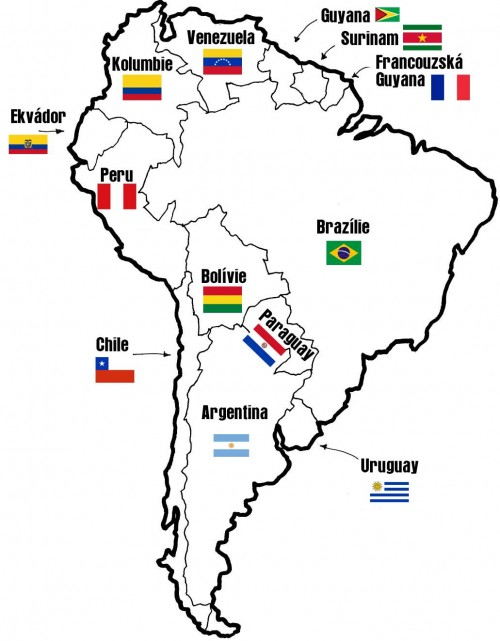 Guyana
Surinam
Francouzská
Guyana
Venezuela
Kolumbie
Ekvádor
Peru
Brazílie
Bolívie
Paraguay
Chile
Argentina
Uruguay